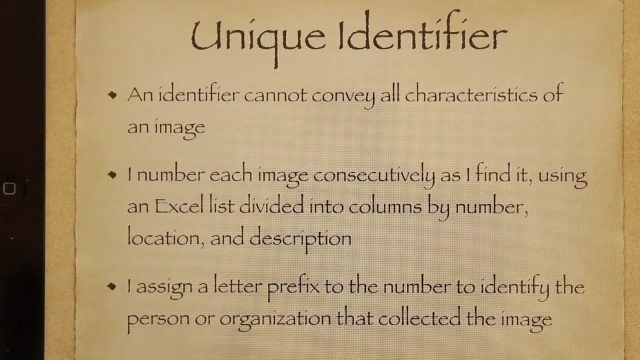 Unique Identifier
An identifier cannot convey all characteristics of
an image
I number each image consecutively as I find it, using
an Excel list divided into columns by number,
location, and description
I assign a letter prefix to the number to identify the
person or organization that collected the image